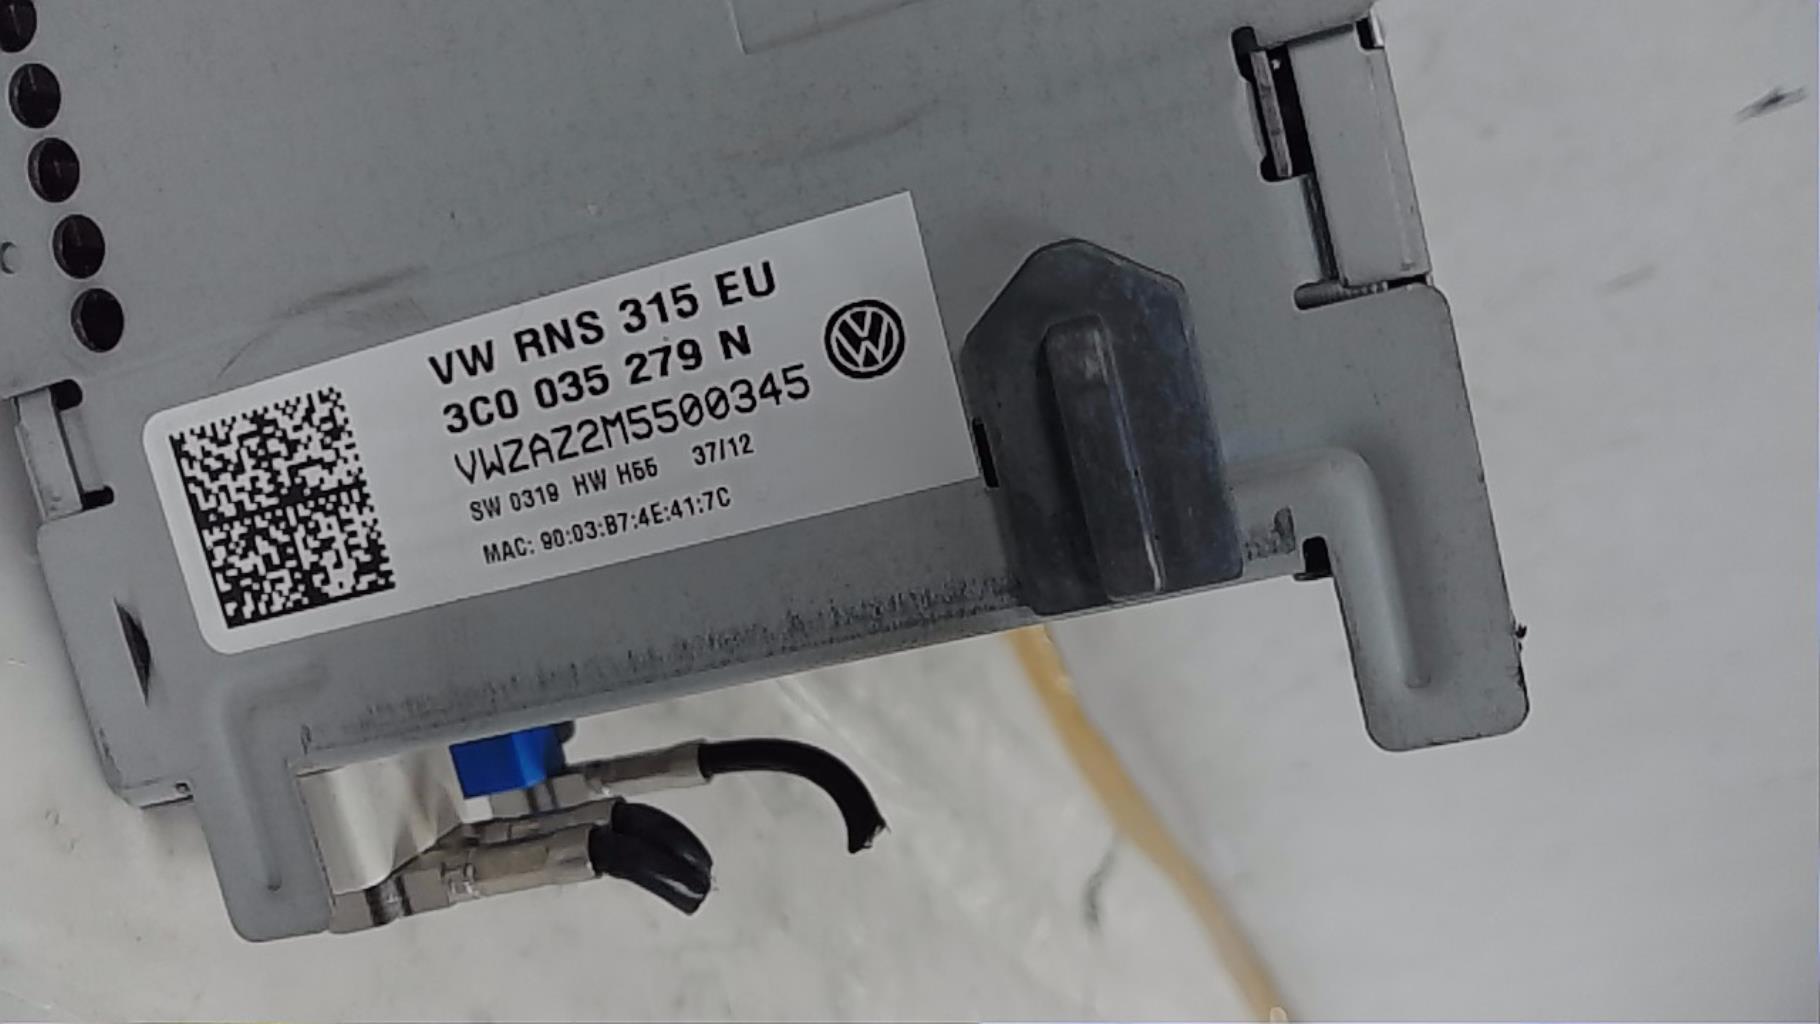 VW RNS 315 EU
3C0 035 279 N
VWZAZ2M5500345
SW 0319 HW H55 37/12
MAC: 90:03:B7:4E:41:7C